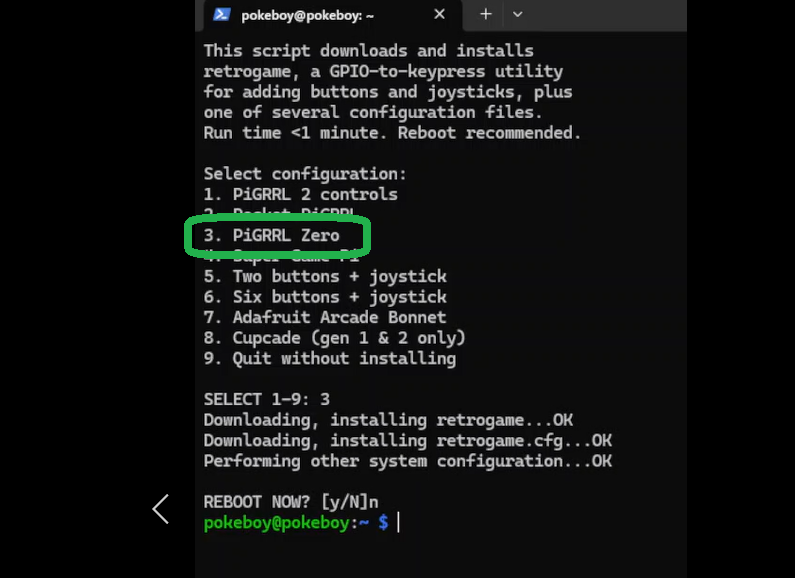 pokeboy@pokeboy: ~
This script downloads and installs
retrogame, a GPIO-to-keypress utility
for adding buttons and joysticks, plus
one of several configuration files.
Run time <1 minute. Reboot recommended.
Select configuration:
1. PiGRRL 2 controls
2. Pocket PiGRRL
3. PiGRRL Zero
4. Super Game Pi
5. Two buttons + joystick
6. Six buttons + joystick
7. Adafruit Arcade Bonnet
8. Cupcade (gen 1 & 2 only)
9. Quit without installing
SELECT 1-9: 3
Downloading, installing retrogame...OK
Downloading, installing retrogame.cfg...OK
Performing other system configuration...OK
REBOOT NOW? [y/N]n
pokeboy@pokeboy:~ $